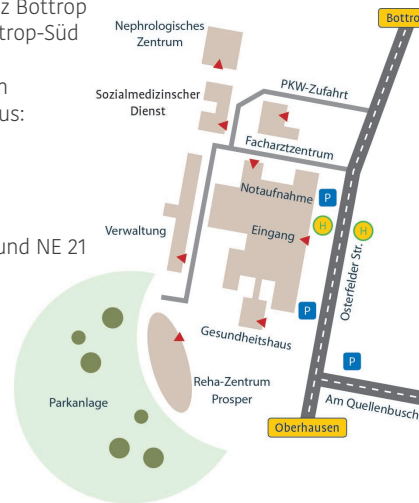 z Bottrop
trop-Süd
us:
und NE 21
Bottro
Nephrologisches
Zentrum
PKW-Zufahrt
Sozialmedizinscher
Dienst
Facharztzentrum
Notaufnahme
P
H
H
Verwaltung
Eingang
Osterfelder Str.
P
Gesundheitshaus
P
Reha-Zentrum
Prosper
Parkanlage
Am Quellenbusch
Oberhausen